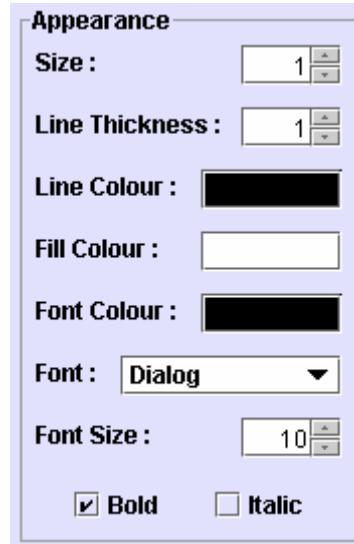 Appearance
Size : 1
Line Thickness : 1
Line Colour :
Fill Colour :
Font Colour :
Font : Dialog
Font Size : 10
Bold Italic